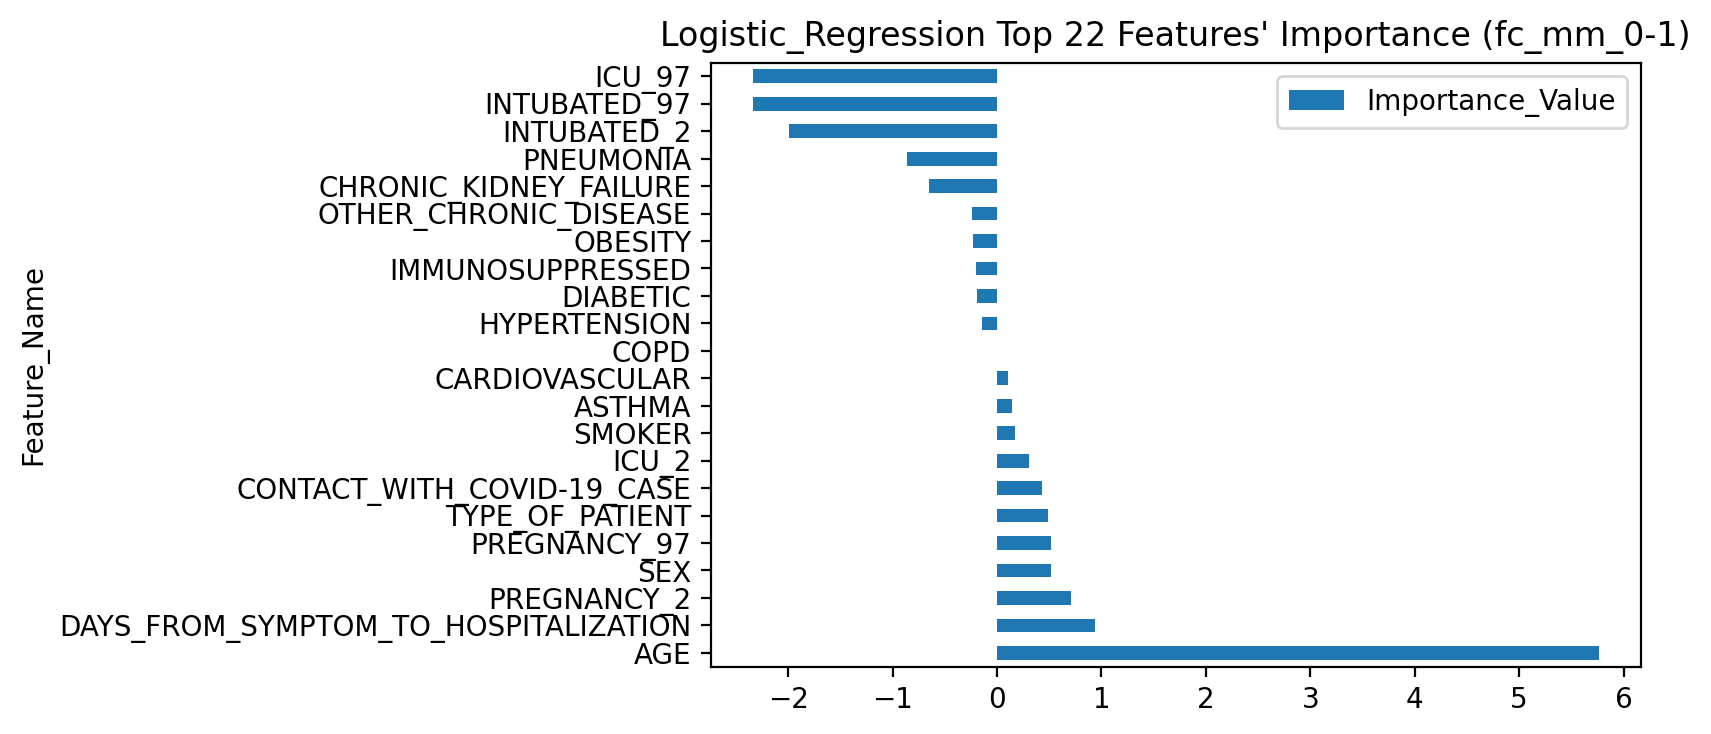 Logistic_Regression Top 22 Features' Importance (fc_mm_0-1)
Importance_Value
Feature_Name
ICU_97
INTUBATED_97
INTUBATED_2
PNEUMONIA
CHRONIC_KIDNEY_FAILURE
OTHER_CHRONIC_DISEASE
OBESITY
IMMUNOSUPPRESSED
DIABETIC
HYPERTENSION
COPD
CARDIOVASCULAR
ASTHMA
SMOKER
ICU_2
CONTACT_WITH_COVID-19_CASE
TYPE_OF_PATIENT
PREGNANCY_97
SEX
PREGNANCY_2
DAYS_FROM_SYMPTOM_TO_HOSPITALIZATION
AGE
−2 −1 0 1 2 3 4 5 6